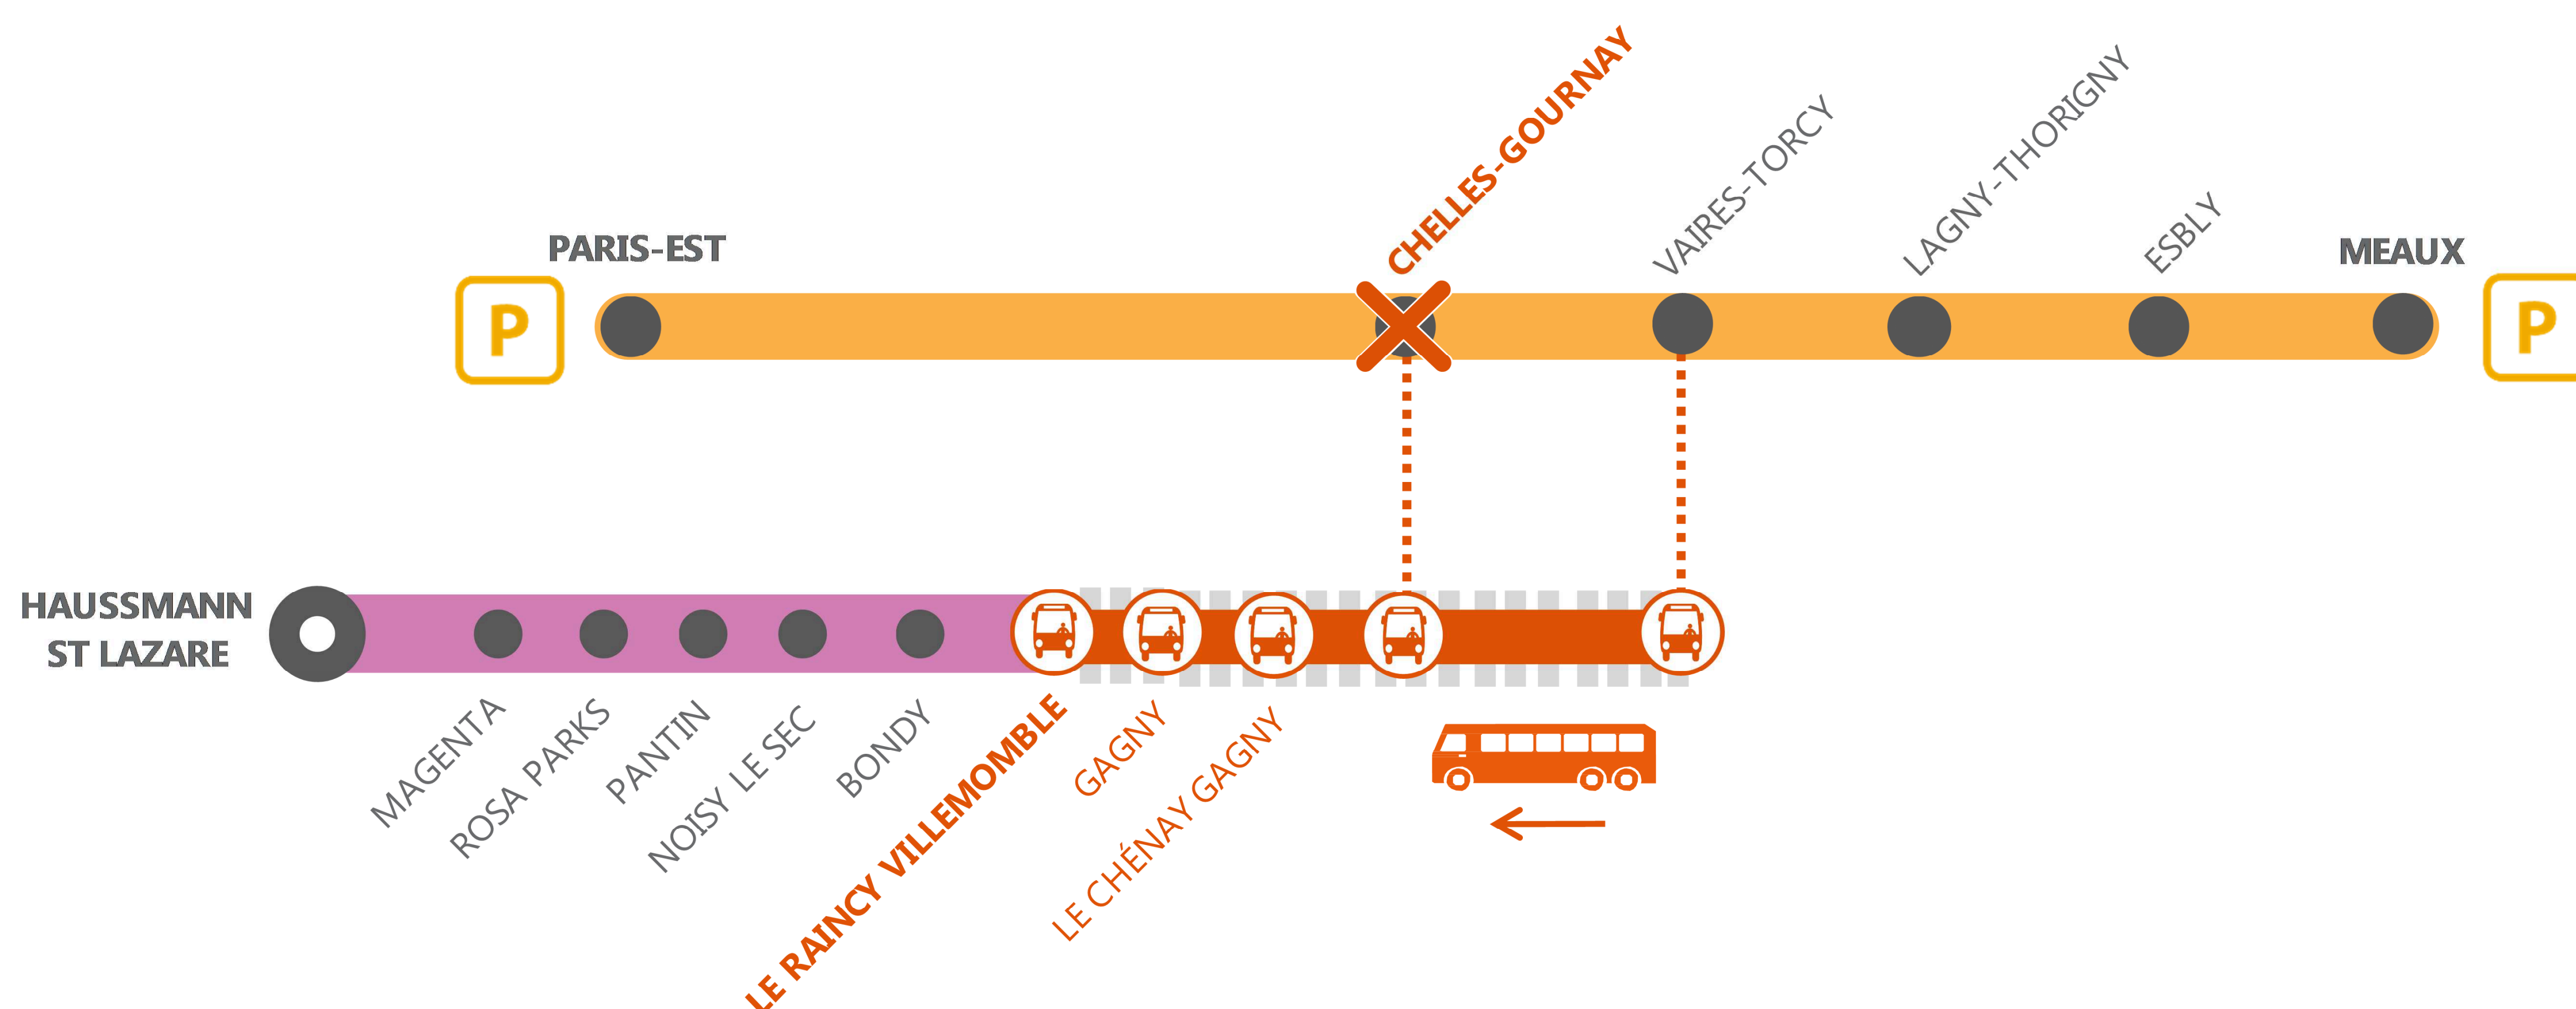 CHELLES-GOURNAY
VAIRES-TORCY
LAGNY-THORIGNY
ESBLY
PARIS-EST
MEAUX
P
P
HAUSSMANN
ST LAZARE
MAGENTA
ROSA PARKS
PANTIN
NOISY LE SEC
BONDY
LE RAINCY VILLEMOMBLE
GAGNY
LE CHÉNAY GAGNY